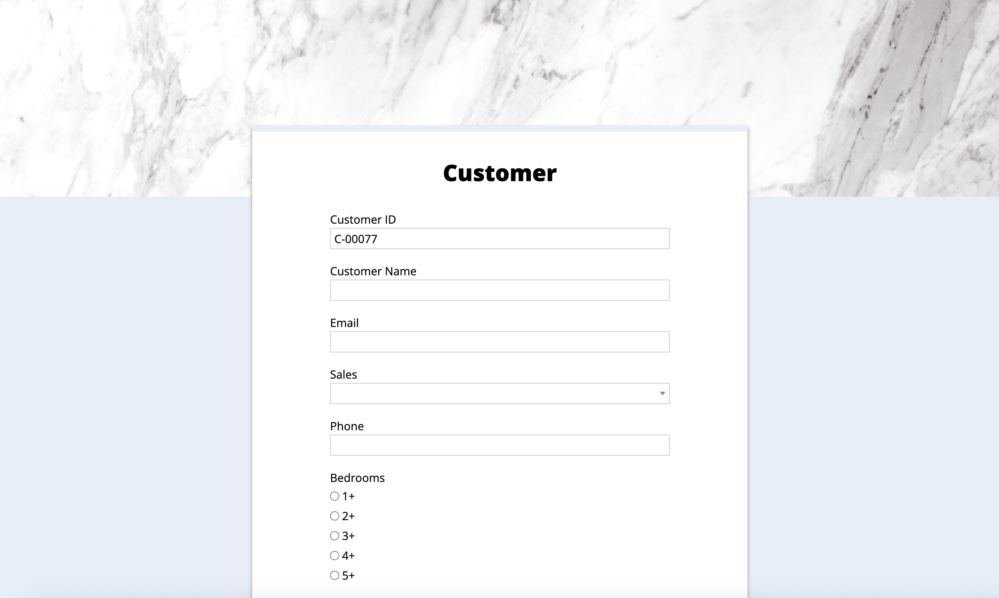 Customer
Customer ID
C-00077
Customer Name
Email
Sales
Phone
Bedrooms
1+
2+
3+
4+
5+